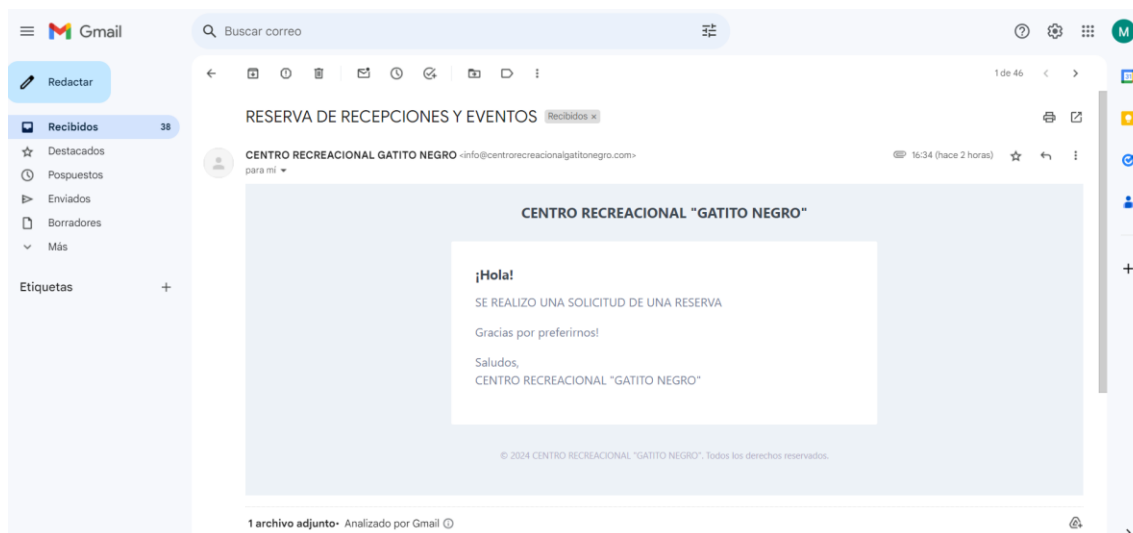 Gmail
Buscar correo
M
Redactar
1 de 46
Recibidos 38
Destacados
Pospuestos
Enviados
Borradores
Más
Etiquetas
RESERVA DE RECEPCIONES Y EVENTOS Recibidos ×
CENTRO RECREACIONAL GATITO NEGRO <info@centrorecreacionalgatitonegro.com> 16:34 (hace 2 horas)
para mí
CENTRO RECREACIONAL "GATITO NEGRO"
¡Hola!
SE REALIZO UNA SOLICITUD DE UNA RESERVA
Gracias por preferirnos!
Saludos,
CENTRO RECREACIONAL "GATITO NEGRO"
© 2024 CENTRO RECREACIONAL "GATITO NEGRO". Todos los derechos reservados.
1 archivo adjunto• Analizado por Gmail